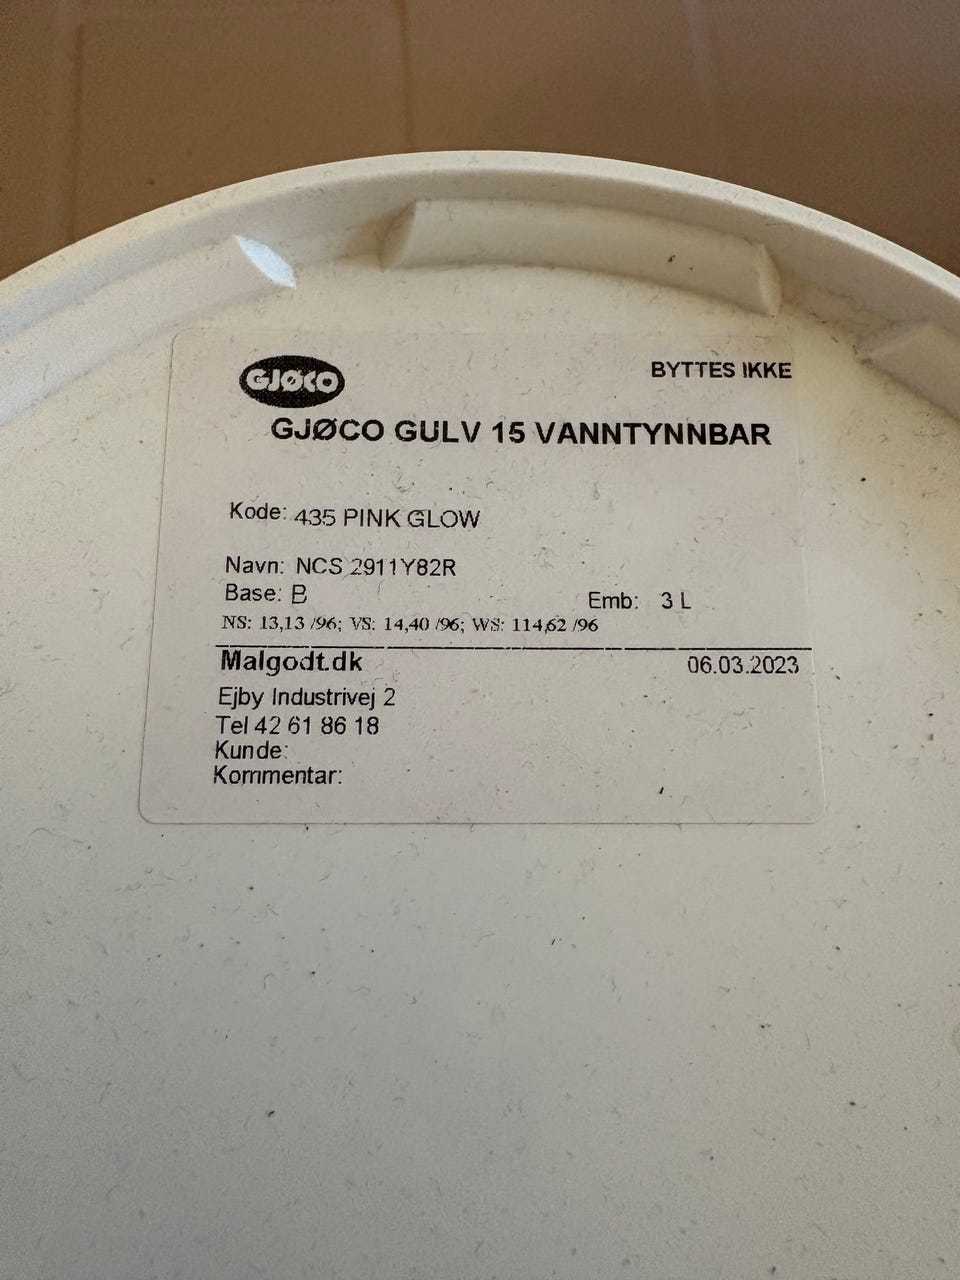 GJØCO BYTTES IKKE
GJØCO GULV 15 VANNTYNNBAR
Kode: 435 PINK GLOW
Navn: NCS 2911Y82R
Base: B Emb: 3 L
NS: 13,13 /96; VS: 14,40 /96; WS: 114,62 /96
Malgodt.dk 06.03.2023
Ejby Industrivej 2
Tel 42 61 86 18
Kunde:
Kommentar: